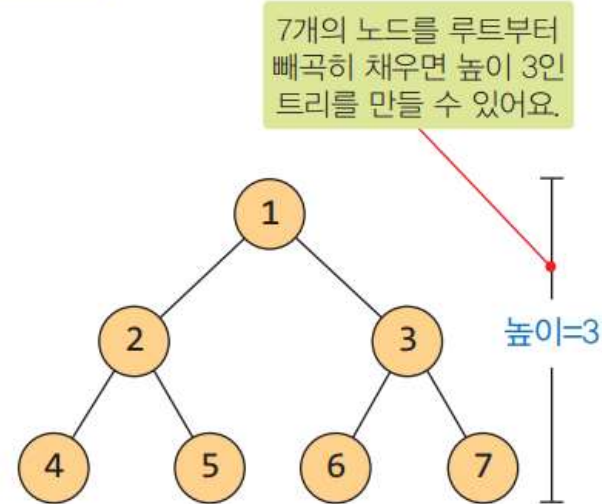 7개의 노드를 루트부터
빼곡히 채우면 높이 3인
트리를 만들 수 있어요.
1
2
3
높이=3
4
5
6
7